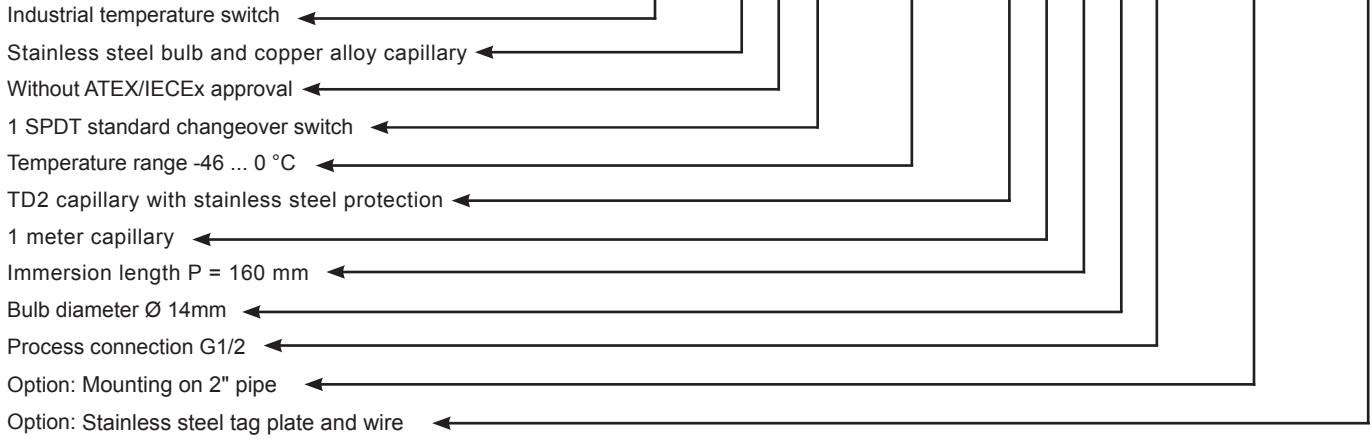 Industrial temperature switch
Stainless steel bulb and copper alloy capillary
Without ATEX/IECEx approval
1 SPDT standard changeover switch
Temperature range -46 ... 0 °C
TD2 capillary with stainless steel protection
1 meter capillary
Immersion length P = 160 mm
Bulb diameter Ø 14mm
Process connection G1/2
Option: Mounting on 2" pipe
Option: Stainless steel tag plate and wire